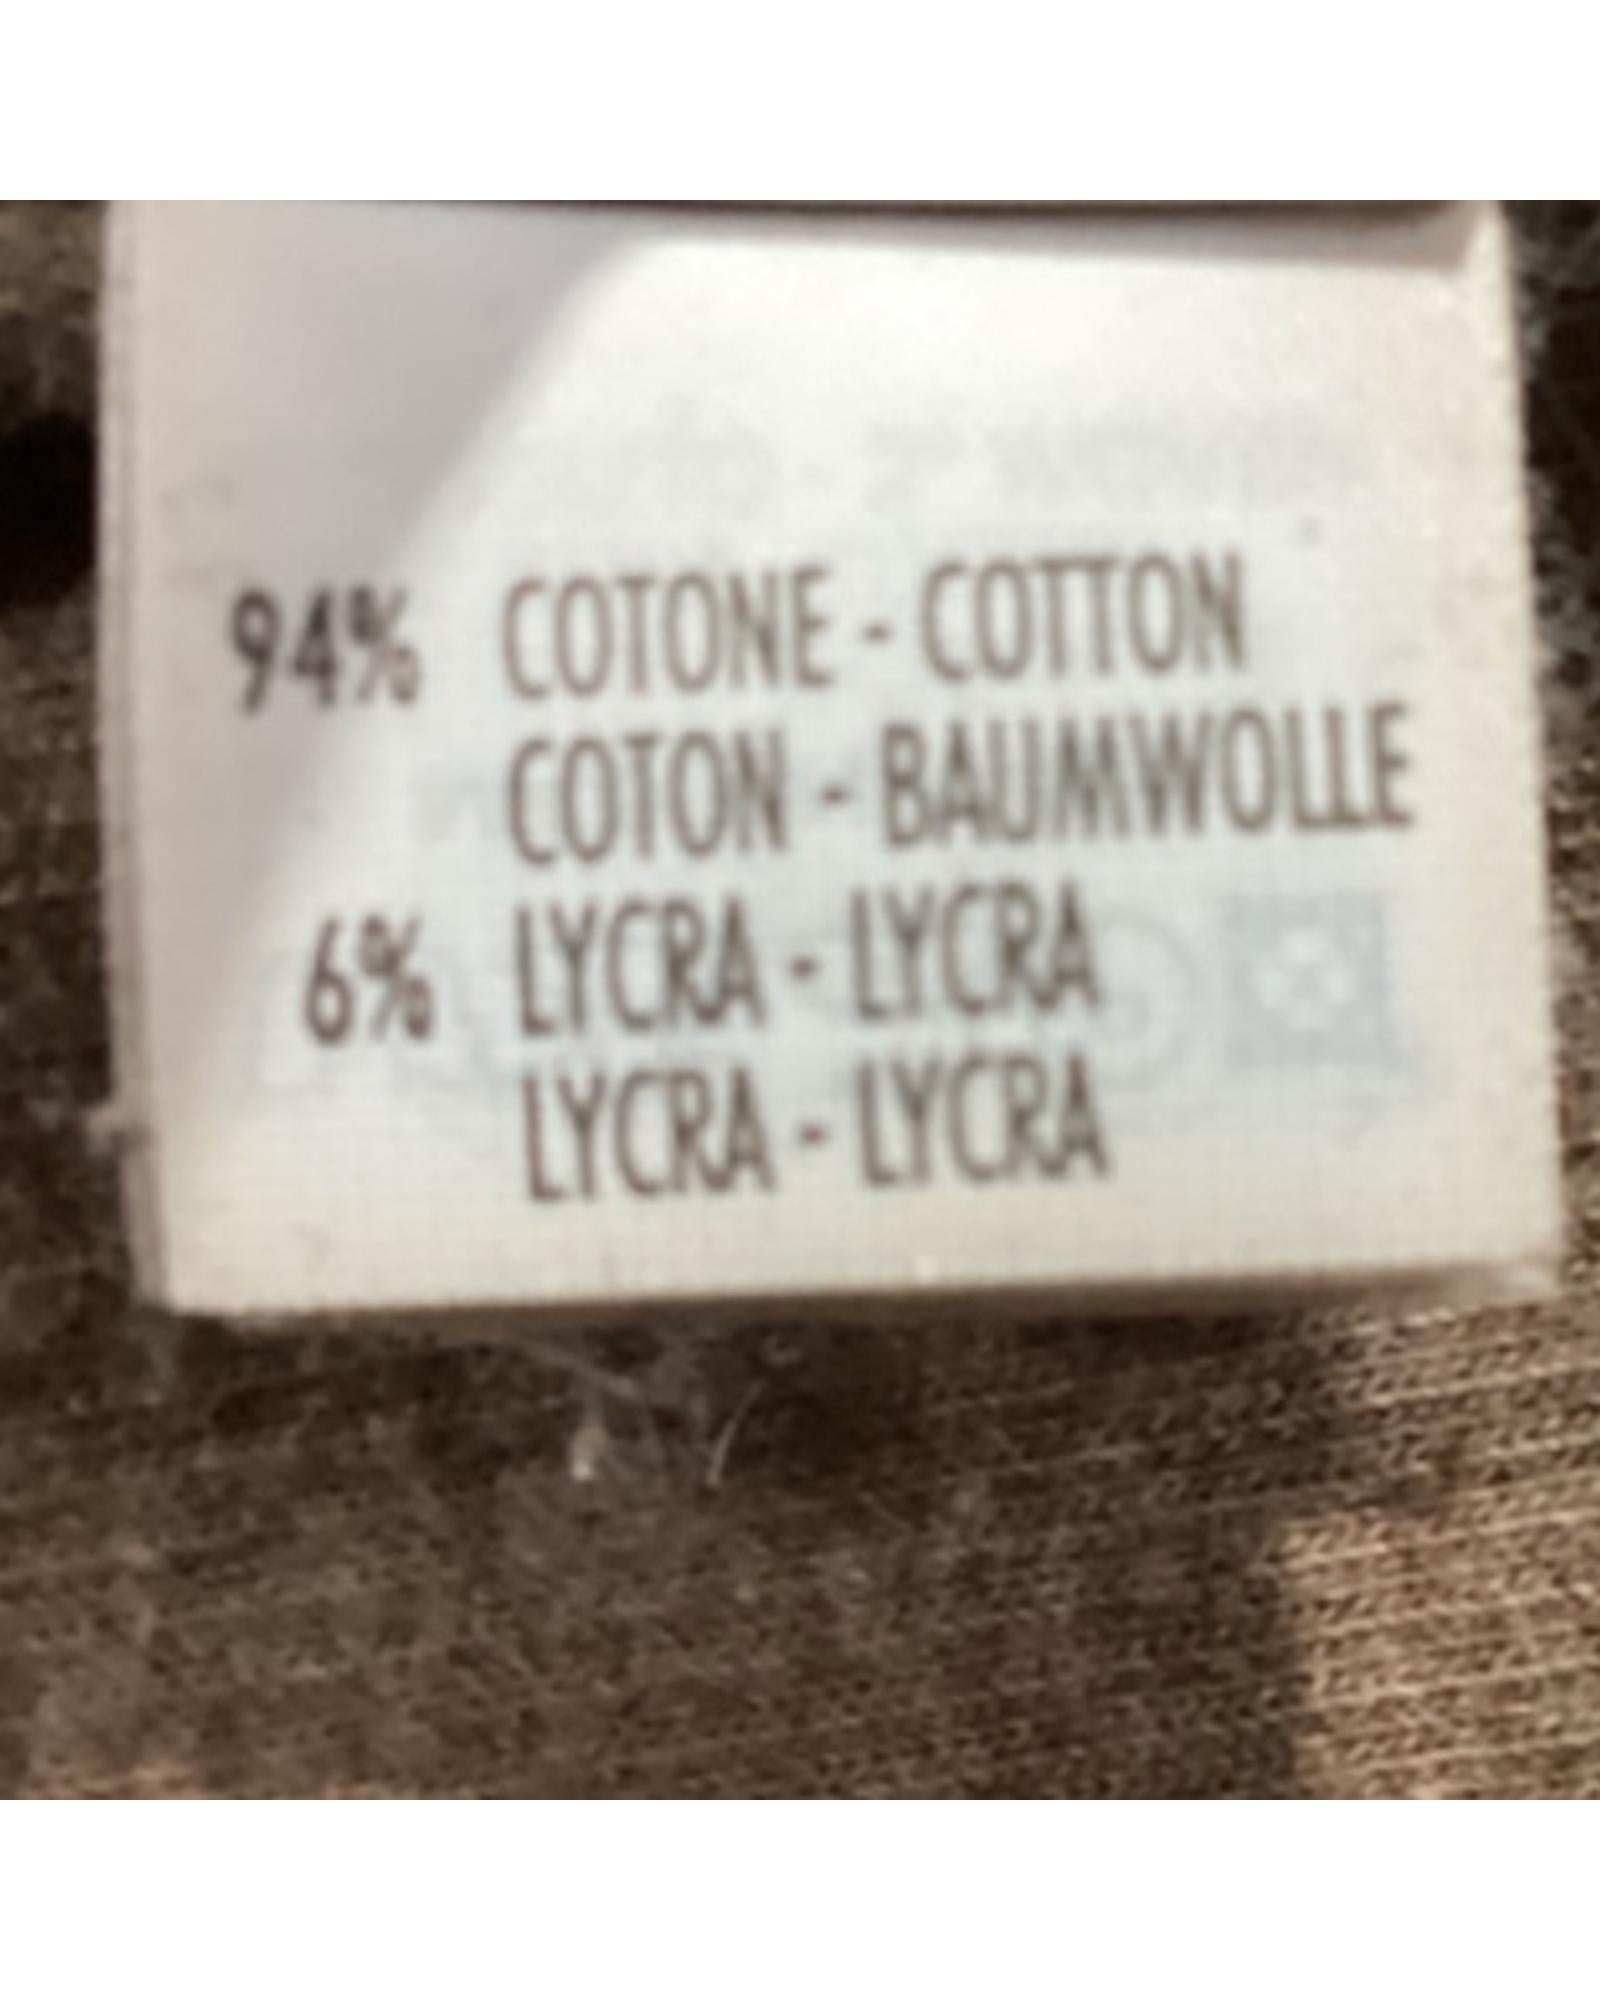 94% COTONE - COTTON
COTON - BAUMWOLLE
6% LYCRA - LYCRA
LYCRA - LYCRA